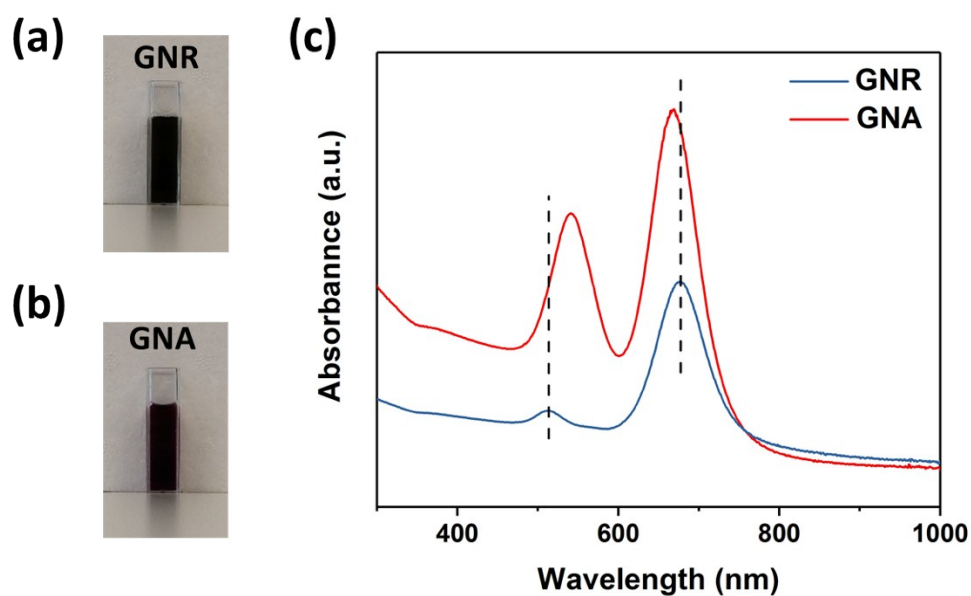 (a)
GNR
(b)
GNA
(c)
GNR
GNA
Absorbannce (a.u.)
400
600
800
1000
Wavelength (nm)